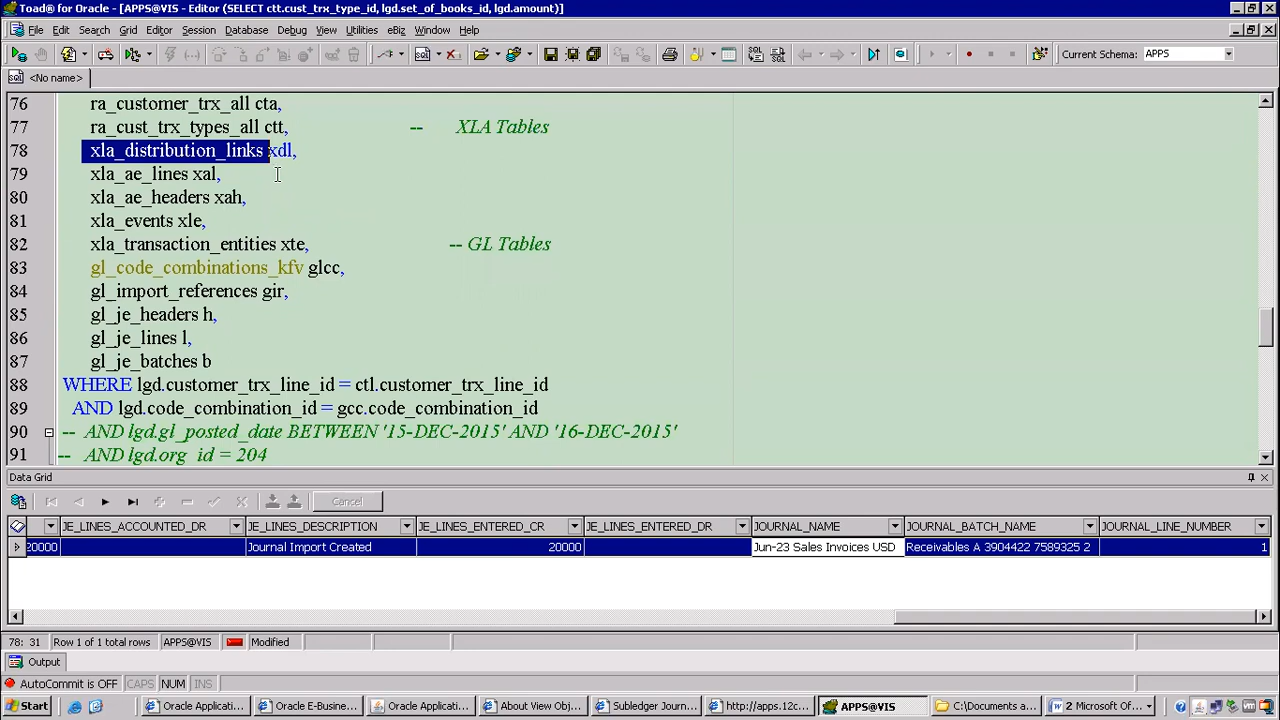 Toad® for Oracle - [APPS@VIS - Editor (SELECT ctt.cust_trx_type_id, lgd.set_of_books_id, lgd.amount)]
File Edit Search Grid Editor Session Database Debug View Utilities eBiz Window Help
Current Schema: APPS
<No name>
76 ra_customer_trx_all cta,
77 ra_cust_trx_types_all ctt, -- XLA Tables
78 xla_distribution_links xdl,
79 xla_ae_lines xal,
80 xla_ae_headers xah,
81 xla_events xle,
82 xla_transaction_entities xte, -- GL Tables
83 gl_code_combinations_kfv glcc,
84 gl_import_references gir,
85 gl_je_headers h,
86 gl_je_lines l,
87 gl_je_batches b
88 WHERE lgd.customer_trx_line_id = ctl.customer_trx_line_id
89 AND lgd.code_combination_id = gcc.code_combination_id
90 -- AND lgd.gl_posted_date BETWEEN '15-DEC-2015' AND '16-DEC-2015'
91 -- AND lgd.org_id = 204
Data Grid
Cancel
JE_LINES_ACCOUNTED_DR JE_LINES_DESCRIPTION JE_LINES_ENTERED_CR JE_LINES_ENTERED_DR JOURNAL_NAME JOURNAL_BATCH_NAME JOURNAL_LINE_NUMBER
20000 Journal Import Created 20000 Jun-23 Sales Invoices USD Receivables A 3904422 7589325 2 1
78: 31 Row 1 of 1 total rows APPS@VIS Modified
Output
AutoCommit is OFF CAPS NUM INS
Start Oracle Applicati... Oracle E-Busine... Oracle Applicati... About View Obj... Subledger Journ... http://apps.12c... APPS@VIS C:\Documents a... 2 Microsoft Of...